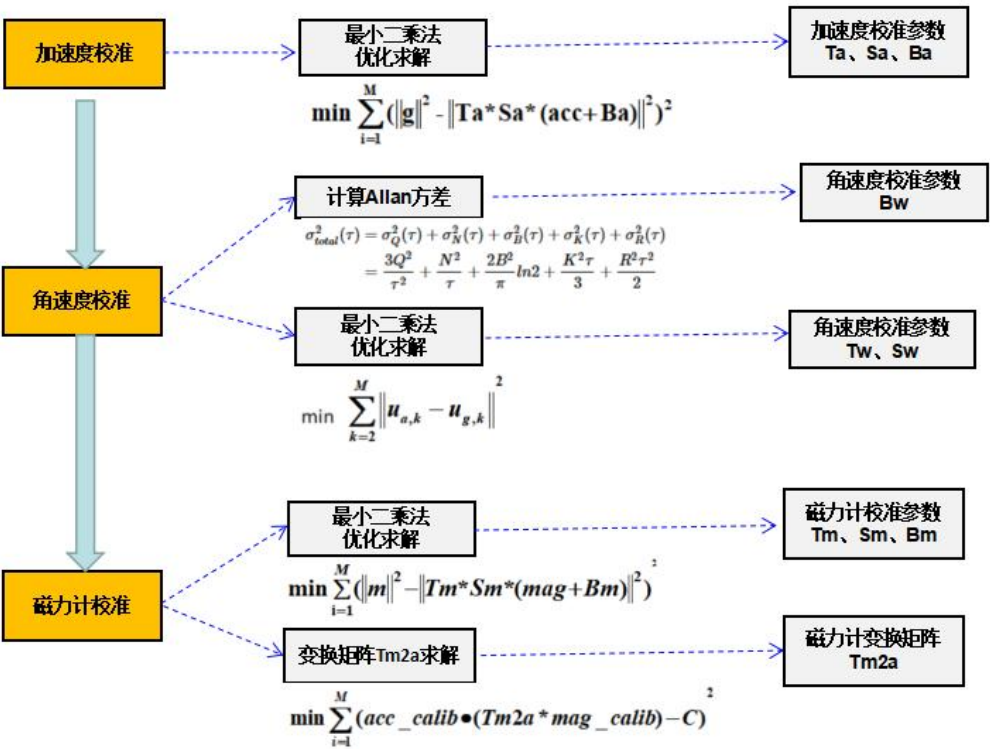 加速度校准
最小二乘法
优化求解
加速度校准参数
Ta、Sa、Ba
min ∑_{i=1}^{M} (‖g‖² - ‖Ta*Sa*(acc+Ba)‖²)²
计算Allan方差
角速度校准参数
Bw
σ²_{total}(τ) = σ²_Q(τ) + σ²_N(τ) + σ²_B(τ) + σ²_K(τ) + σ²_R(τ)
= 3Q²/τ² + N²/τ + 2B²/π ln2 + K²τ/3 + R²τ²/2
角速度校准
最小二乘法
优化求解
角速度校准参数
Tw、Sw
min ∑_{k=2}^{M} ‖u_{a,k} − u_{g,k}‖²
最小二乘法
优化求解
磁力计校准参数
Tm、Sm、Bm
min ∑_{i=1}^{M} (‖m‖² − ‖Tm*Sm*(mag+Bm)‖²)²
磁力计校准
变换矩阵Tm2a求解
磁力计变换矩阵
Tm2a
min ∑_{i=1}^{M} (acc_calib•(Tm2a*mag_calib)−C)²